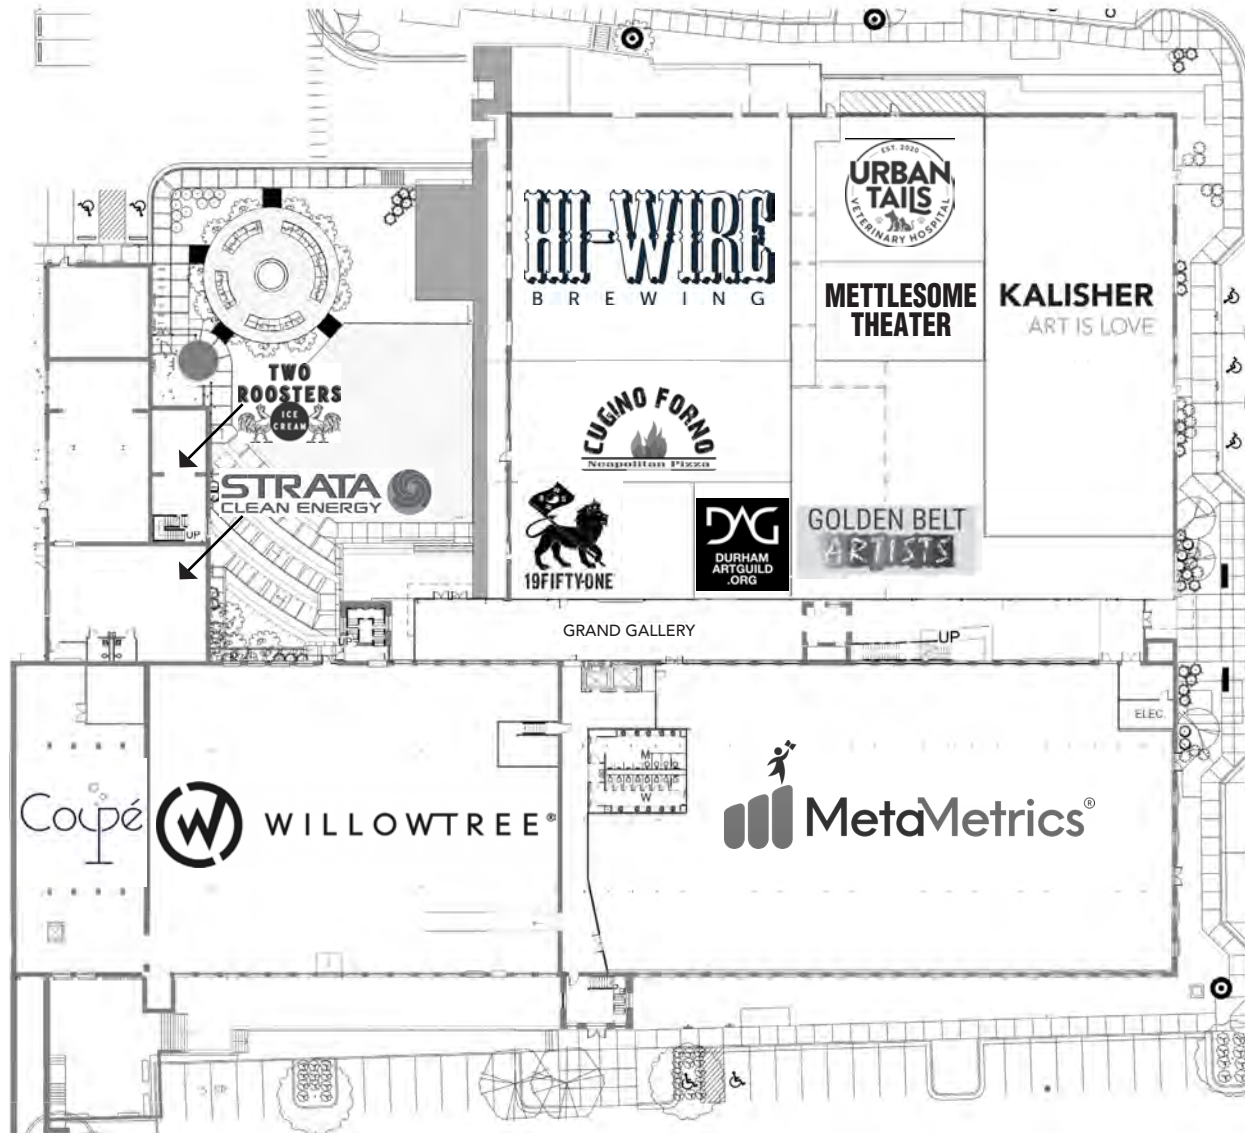 EST. 2020
URBAN
TAILS
VETERINARY HOSPITAL
HI-WIRE
BREWING
METTLESOME
THEATER
KALISHER
ART IS LOVE
TWO
ROOSTERS
ICE
CREAM
CUGINO FORNO
Neapolitan Pizza
STRATA
CLEAN ENERGY
UP
19FIFTY-ONE
DAG
DURHAM
ARTGUILD
.ORG
GOLDEN BELT
ARTISTS
GRAND GALLERY
UP
ELEC.
M
W
Coupé
W WILLOWTREE®
MetaMetrics®